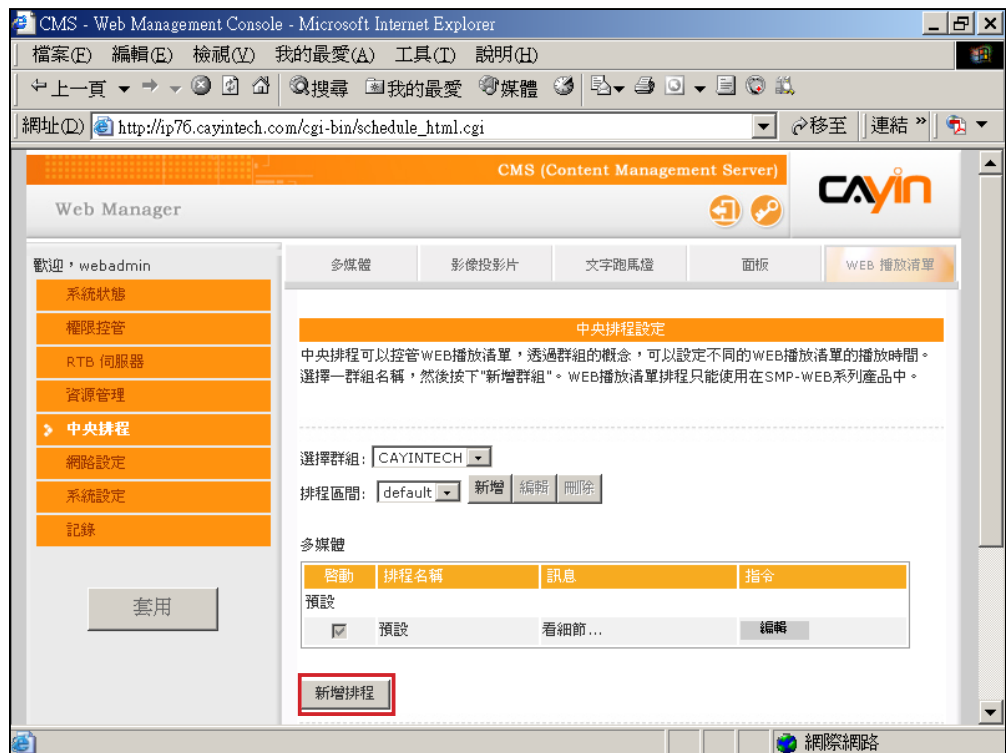 CMS - Web Management Console - Microsoft Internet Explorer
檔案(F) 編輯(E) 檢視(V) 我的最愛(A) 工具(T) 說明(H)
上一頁 搜尋 我的最愛 媒體
網址(D) http://ip76.cayintech.com/cgi-bin/schedule_html.cgi 移至 連結 »
CMS (Content Management Server)
CAYIN
Web Manager
歡迎，webadmin
系統狀態
權限控管
RTB 伺服器
資源管理
中央排程
網路設定
系統設定
記錄
套用
多媒體 影像投影片 文字跑馬燈 面板 WEB 播放清單
中央排程設定
中央排程可以控管WEB播放清單，透過群組的概念，可以設定不同的WEB播放清單的播放時間。
選擇一群組名稱，然後按下"新增群組"。WEB播放清單排程只能使用在SMP-WEB系列產品中。
選擇群組: CAYINTECH
排程區間: default 新增 編輯 刪除
多媒體
啓動 排程名稱 訊息 指令
預設
預設 看細節... 編輯
新增排程
網際網路